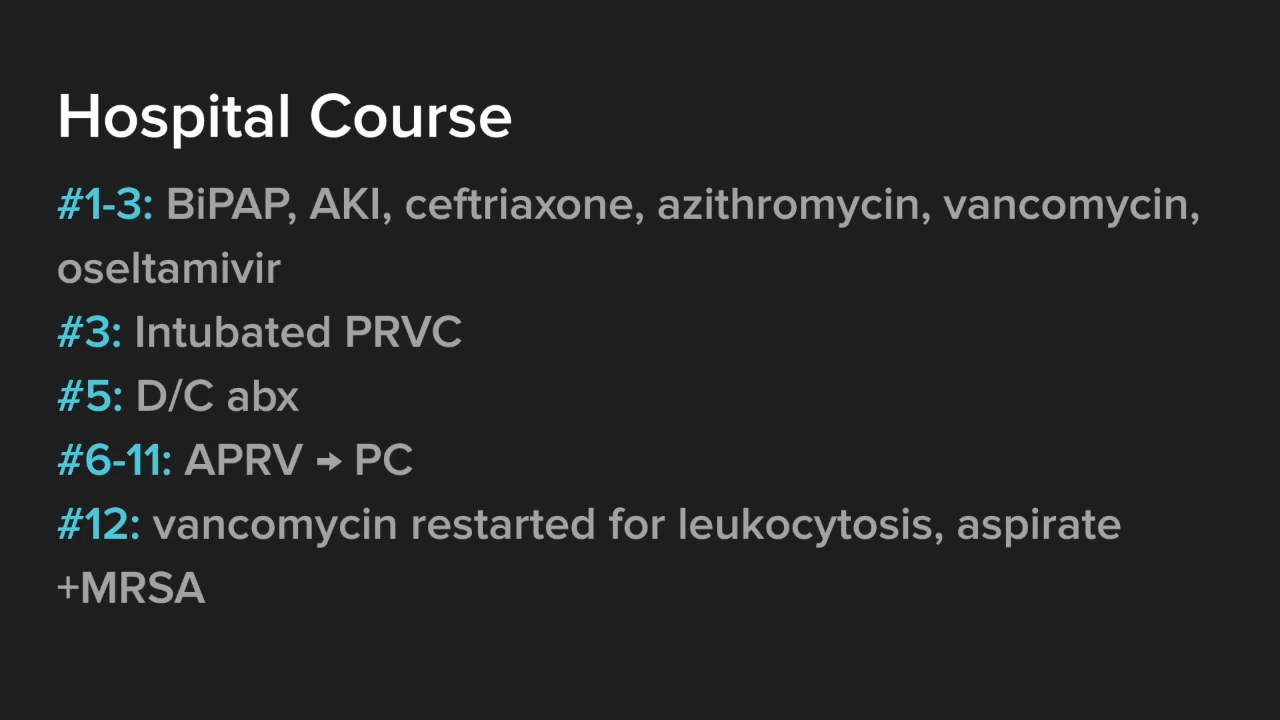 Hospital Course
#1-3: BiPAP, AKI, ceftriaxone, azithromycin, vancomycin,
oseltamivir
#3: Intubated PRVC
#5: D/C abx
#6-11: APRV → PC
#12: vancomycin restarted for leukocytosis, aspirate
+MRSA